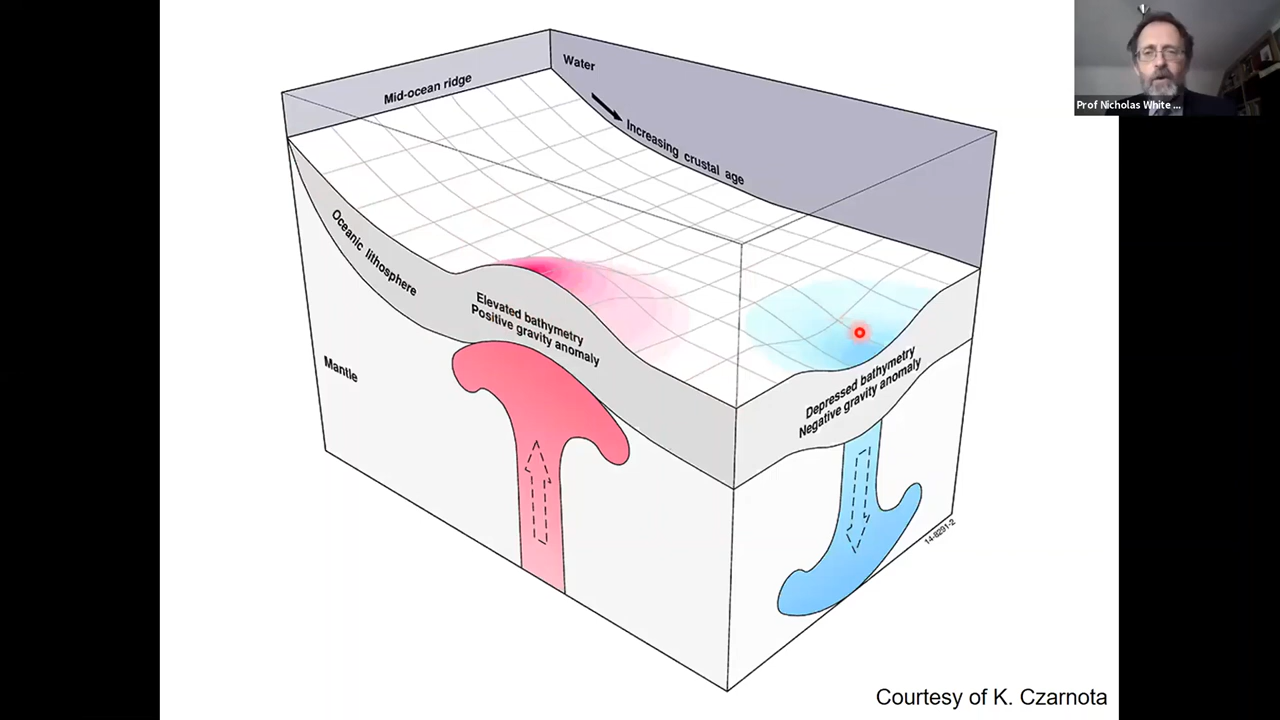 Prof Nicholas White ...
Water
Mid-ocean ridge
Increasing crustal age
Oceanic lithosphere
Elevated bathymetry
Positive gravity anomaly
Mantle
Depressed bathymetry
Negative gravity anomaly
14-8291-2
Courtesy of K. Czarnota